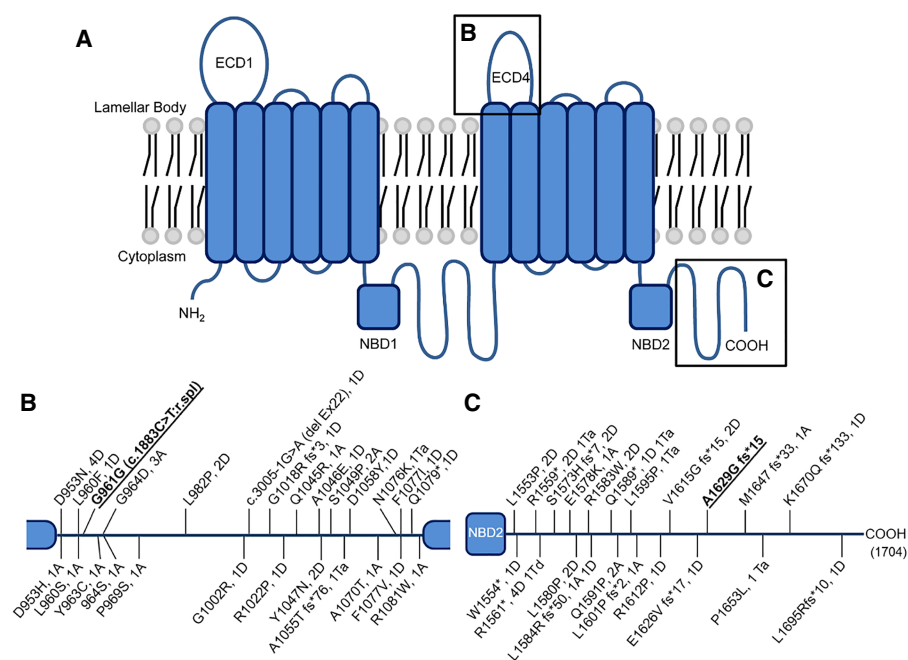 A
B
ECD1
ECD4
Lamellar Body
Cytoplasm
NH2
NBD1
NBD2
C
COOH
B
D953N, 4D
L960F, 1D
G961G (c.1883C>T:r.spl)
G964D, 3A
L982P, 2D
c.3005-1G>A (del Ex22), 1D
G1018R fs*3, 1D
Q1045R, 1A
A1046E, 1D
S1049P, 2A
D1058Y,1D
N1076K, 1Ta
F1077I, 1D
Q1079*, 1D
D953H, 1A
L960S, 1A
Y963C, 1A
964S, 1A
P969S, 1A
G1002R, 1D
R1022P, 1D
Y1047N, 2D
A1055T fs*76, 1Ta
A1070T, 1A
F1077V, 1D
R1081W, 1A
C
L1553P, 2D
R1559*, 2D 1Ta
S1573H fs*7, 2D
E1578K, 1A
R1583W, 2D
Q1589*, 1D 1Ta
L1595P, 1Ta
V1615G fs*15, 2D
A1629G fs*15
M1647 fs*33, 1A
K1670Q fs*133, 1D
NBD2
COOH
(1704)
W1554*, 1D
R1561*, 4D 1Td
L1580P, 2D
L1584R fs*50, 1A 1D
Q1591P, 2A
L1601P fs*2, 1A
R1612P, 1D
E1626V fs*17, 1D
P1653L, 1 Ta
L1695Rfs*10, 1D